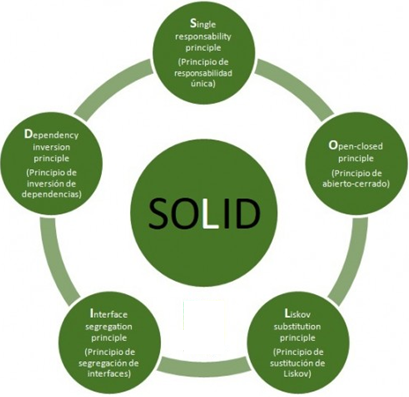 Single
responsability
principle
(Principio de
responsabilidad
única)
Open-closed
principle
(Principio de
abierto-cerrado)
Liskov
substitution
principle
(Principio de
sustitución de
Liskov)
Interface
segregation
principle
(Principio de
segregación de
interfaces)
Dependency
inversion
principle
(Principio de
inversión de
dependencias)
SOLID